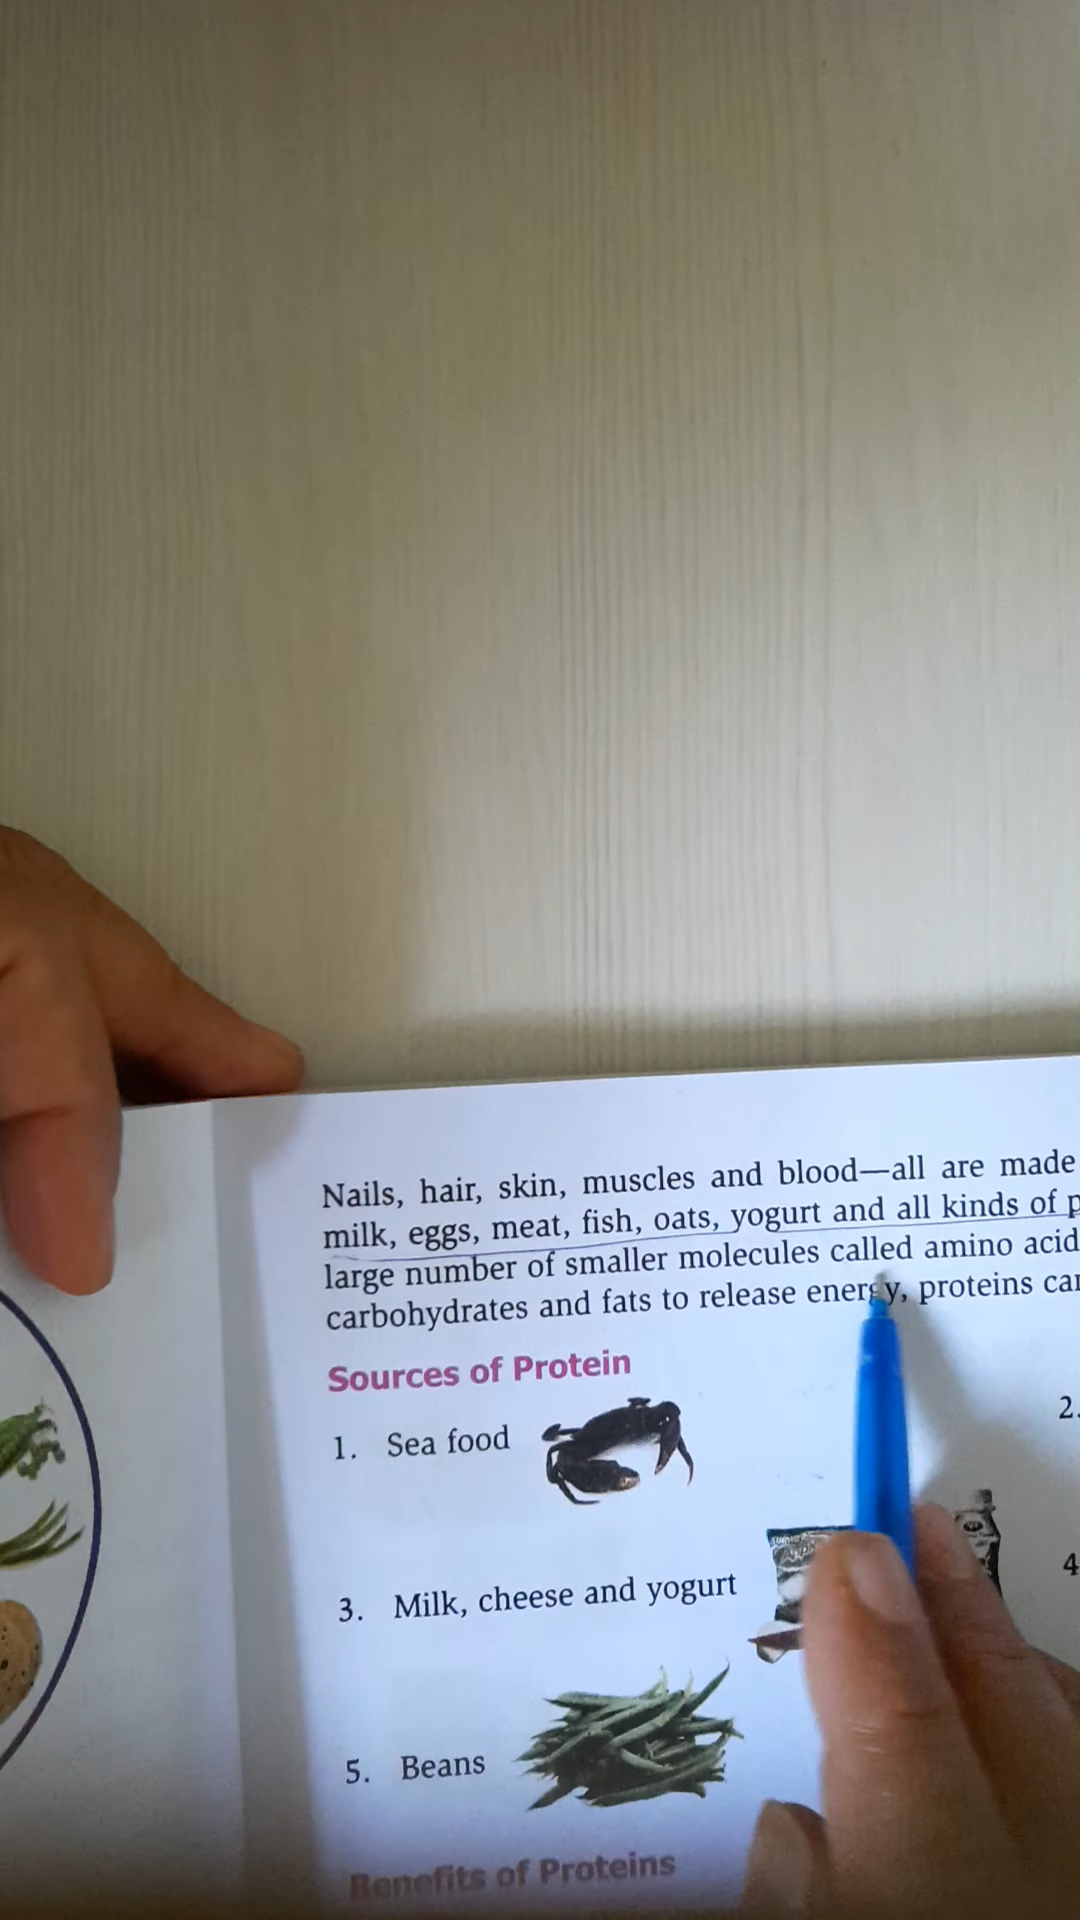 Nails, hair, skin, muscles and blood—all are made
milk, eggs, meat, fish, oats, yogurt and all kinds of
large number of smaller molecules called amino acid
carbohydrates and fats to release energy, proteins
Sources of Protein
1. Sea food
2.
3. Milk, cheese and yogurt
4
5. Beans
Benefits of Proteins